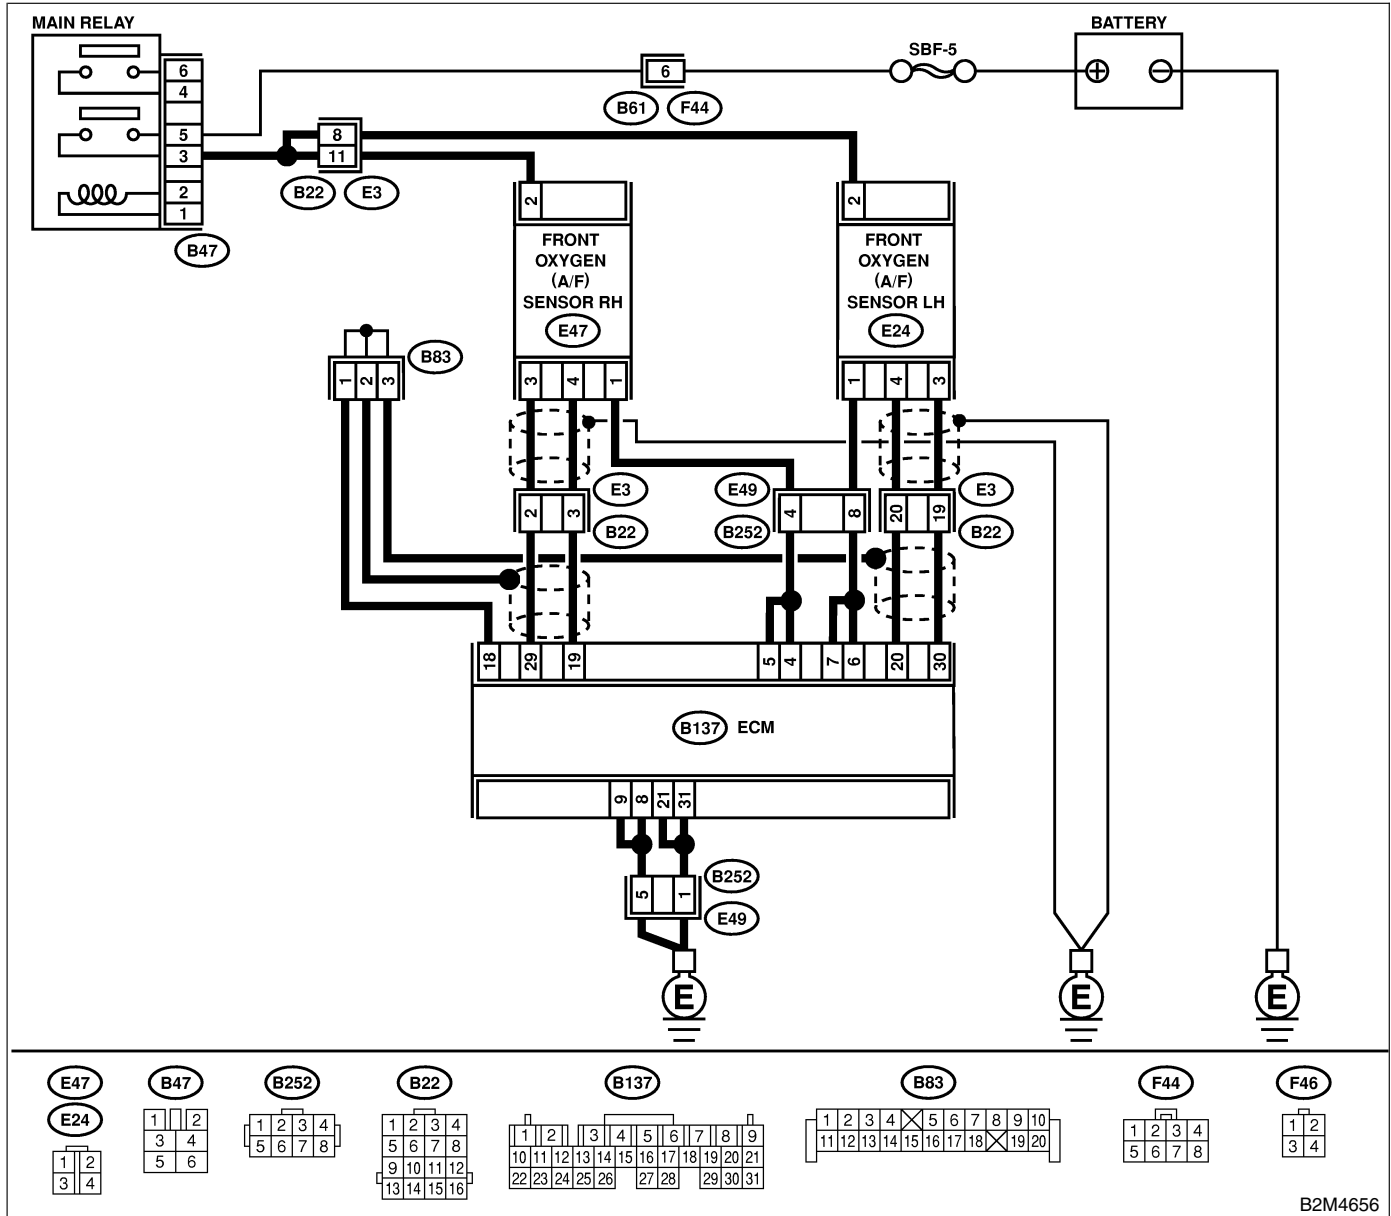 MAIN RELAY
BATTERY
SBF-5
6
4
5
3
2
1
B47
6
B61 F44
8
11
B22 E3
2
FRONT
OXYGEN
(A/F)
SENSOR RH
E47
2
FRONT
OXYGEN
(A/F)
SENSOR LH
E24
B83
1 2 3
3 4 1
1 4 3
E3
B22
2 3
E49
B252
4 8
20 19
E3
B22
18 29 19 5 4 7 6 20 30
B137 ECM
9 8 21 31
5 1
B252
E49
E
E
E
E47
E24
1 2
3 4
B47
1 2
3 4
5 6
B252
1 2 3 4
5 6 7 8
B22
1 2 3 4
5 6 7 8
9 10 11 12
13 14 15 16
B137
1 2 3 4 5 6 7 8 9
10 11 12 13 14 15 16 17 18 19 20 21
22 23 24 25 26 27 28 29 30 31
B83
1 2 3 4 5 6 7 8 9 10
11 12 13 14 15 16 17 18 19 20
F44
1 2 3 4
5 6 7 8
F46
1 2
3 4
B2M4656